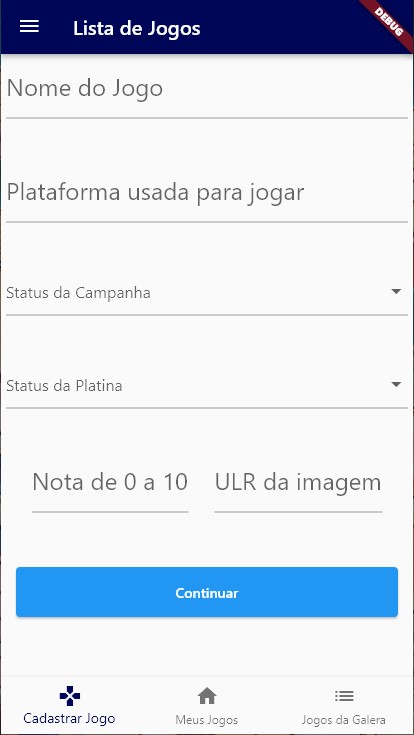 Lista de Jogos
DEBUG
Nome do Jogo
Plataforma usada para jogar
Status da Campanha
Status da Platina
Nota de 0 a 10
ULR da imagem
Continuar
Cadastrar Jogo
Meus Jogos
Jogos da Galera